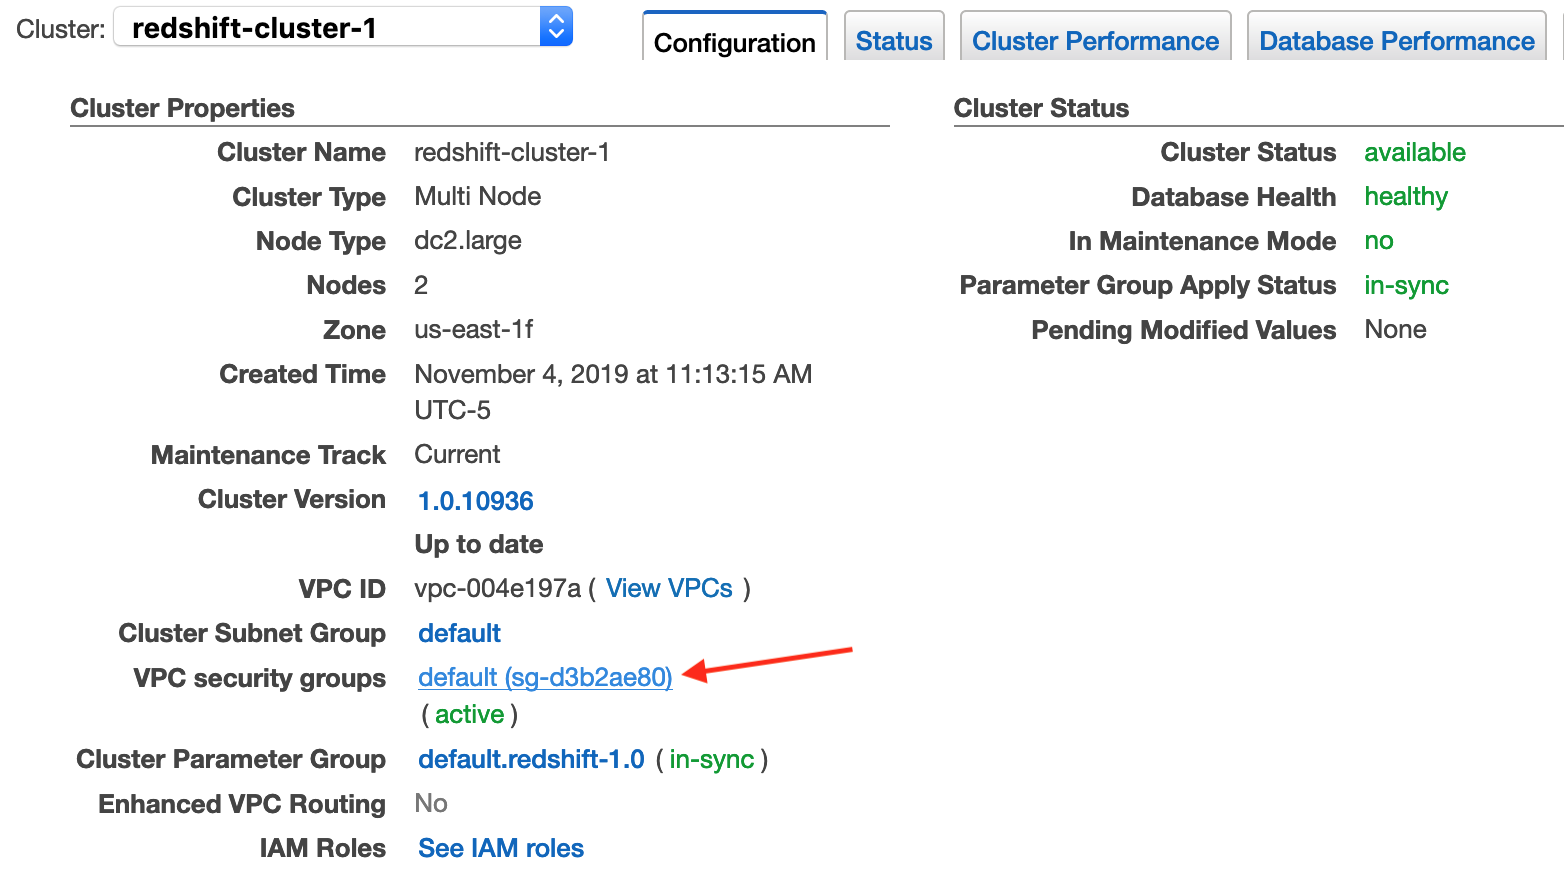 Cluster: redshift-cluster-1
Configuration Status Cluster Performance Database Performance
Cluster Properties
Cluster Name redshift-cluster-1
Cluster Type Multi Node
Node Type dc2.large
Nodes 2
Zone us-east-1f
Created Time November 4, 2019 at 11:13:15 AM
UTC-5
Maintenance Track Current
Cluster Version 1.0.10936
Up to date
VPC ID vpc-004e197a ( View VPCs )
Cluster Subnet Group default
VPC security groups default (sg-d3b2ae80)
( active )
Cluster Parameter Group default.redshift-1.0 ( in-sync )
Enhanced VPC Routing No
IAM Roles See IAM roles
Cluster Status
Cluster Status available
Database Health healthy
In Maintenance Mode no
Parameter Group Apply Status in-sync
Pending Modified Values None